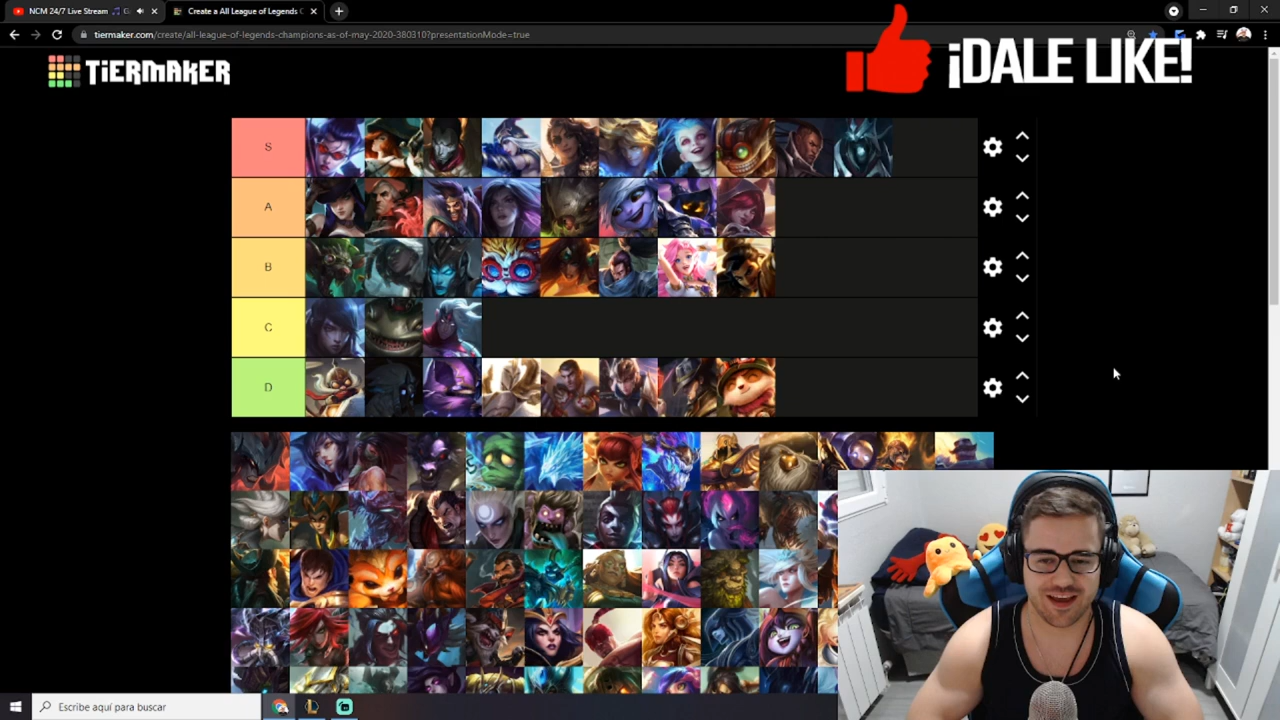 NCM 24/7 Live Stream
Create a All League of Legends C
tiermaker.com/create/all-league-of-legends-champions-as-of-may-2020-380310?presentationMode=true
TIERMAKER
¡DALE LIKE!
S
A
B
C
D
Escribe aquí para buscar